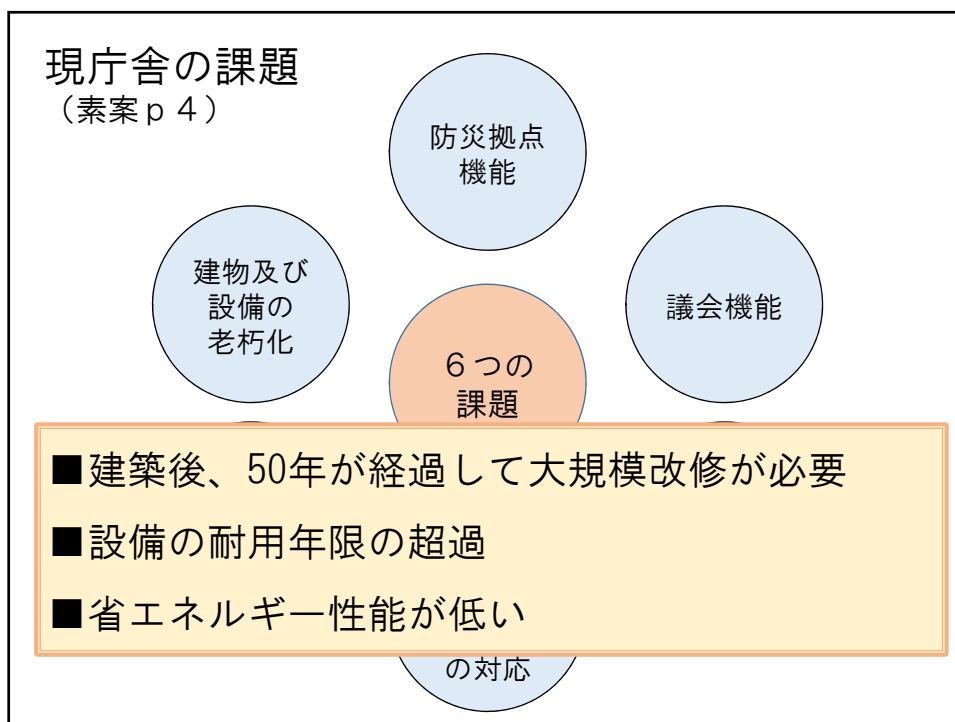 現庁舎の課題
（素案ｐ４）
防災拠点
機能
建物及び
設備の
老朽化
議会機能
６つの
課題
■建築後、50年が経過して大規模改修が必要
■設備の耐用年限の超過
■省エネルギー性能が低い
の対応